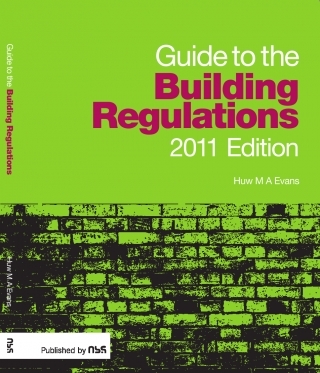 Guide to the
Building
Regulations
2011 Edition
Huw M A Evans
Published by nbs
Guide to the Building Regulations
Huw M A Evans
nbs